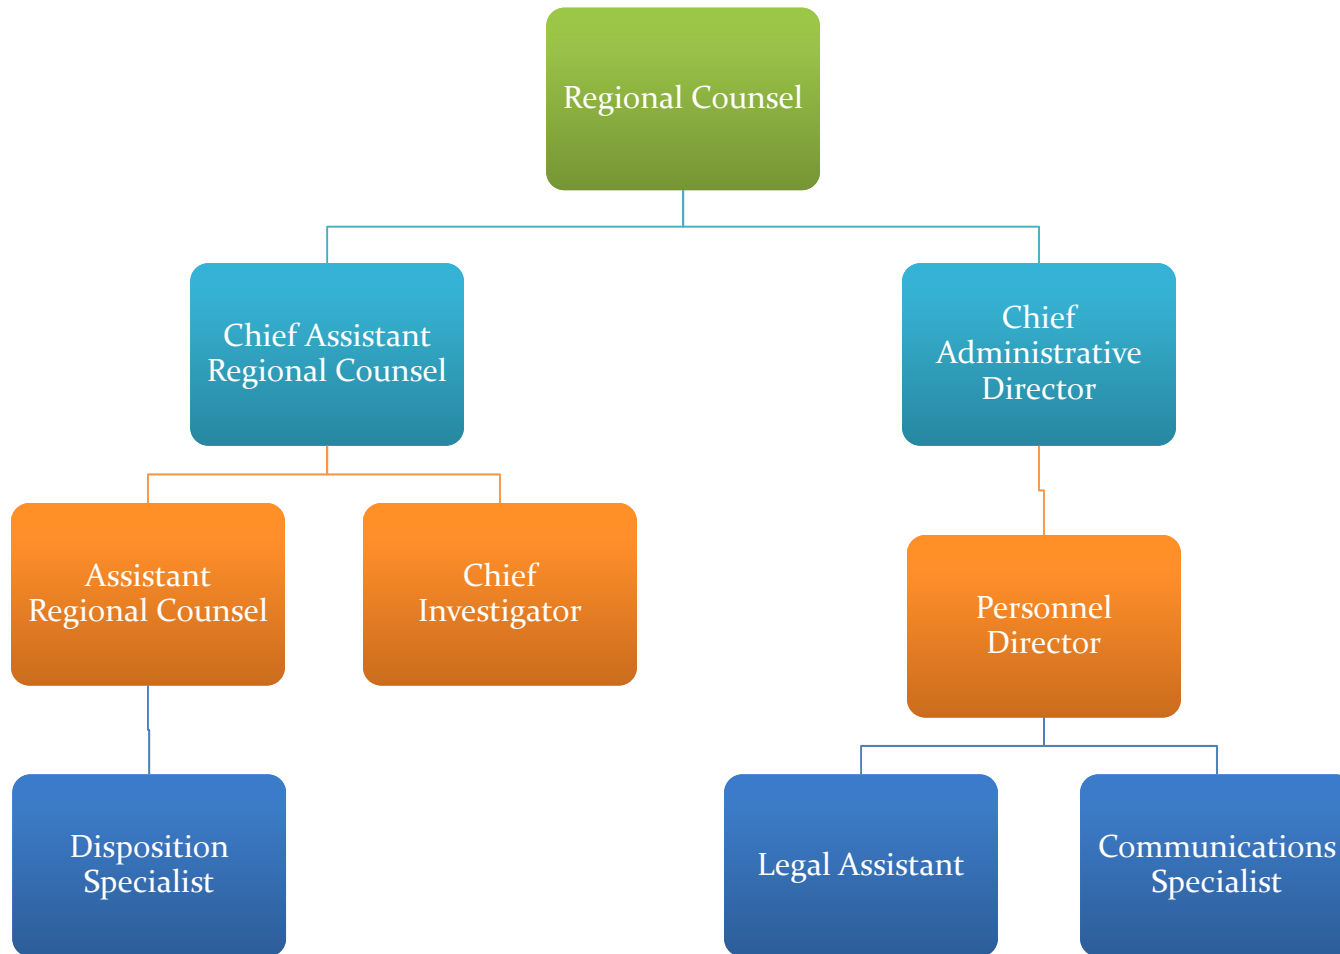 Regional Counsel
Chief Assistant
Regional Counsel
Chief
Administrative
Director
Assistant
Regional Counsel
Chief
Investigator
Personnel
Director
Disposition
Specialist
Legal Assistant
Communications
Specialist